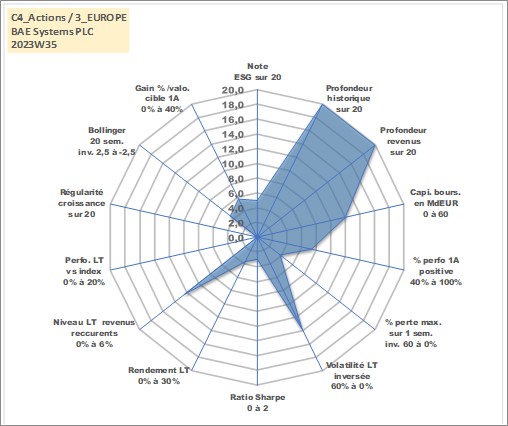 C4_Actions / 3_EUROPE
BAE Systems PLC
2023W35
Note
ESG sur 20
Profondeur
historique
sur 20
Profondeur
revenus
sur 20
Capi. bours.
en MdEUR
0 à 60
% perfo 1A
positive
40% à 100%
% perte max.
sur 1 sem.
inv. 60 à 0%
Volatilité LT
inversée
60% à 0%
Ratio Sharpe
0 à 2
Rendement LT
0% à 30%
Niveau LT revenus
reccurents
0% à 6%
Perfo. LT
vs index
0% à 20%
Régularité
croissance
sur 20
Bollinger
20 sem.
inv. 2,5 à -2,5
Gain % /valo.
cible 1A
0% à 40%
20,0
18,0
16,0
14,0
12,0
10,0
8,0
6,0
4,0
2,0
0,0